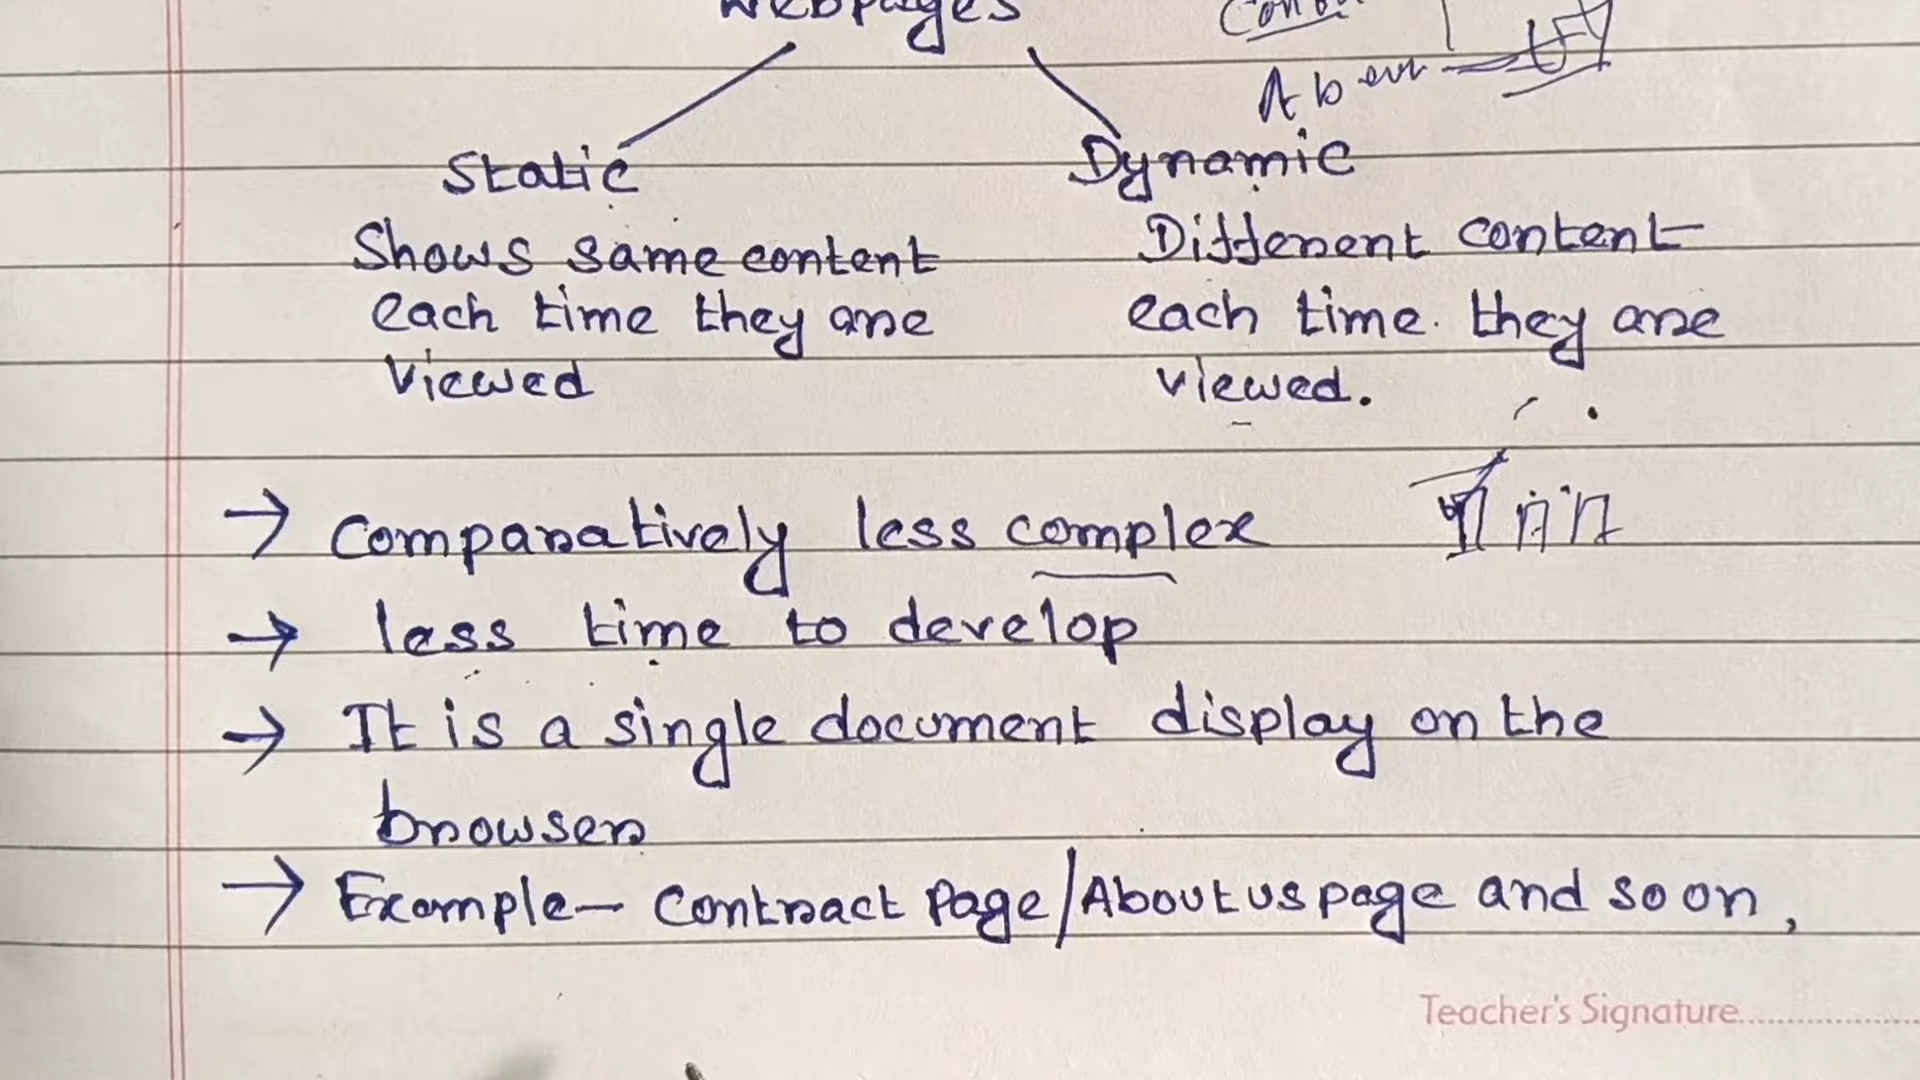 Webpages
About
Static Dynamic
Shows same content Different content
each time they are each time. they are
viewed viewed.
→ Comparatively less complex
→ less time to develop
→ It is a single document display on the
browser
→ Example - Contract Page/About us page and so on,
Teacher's Signature....................